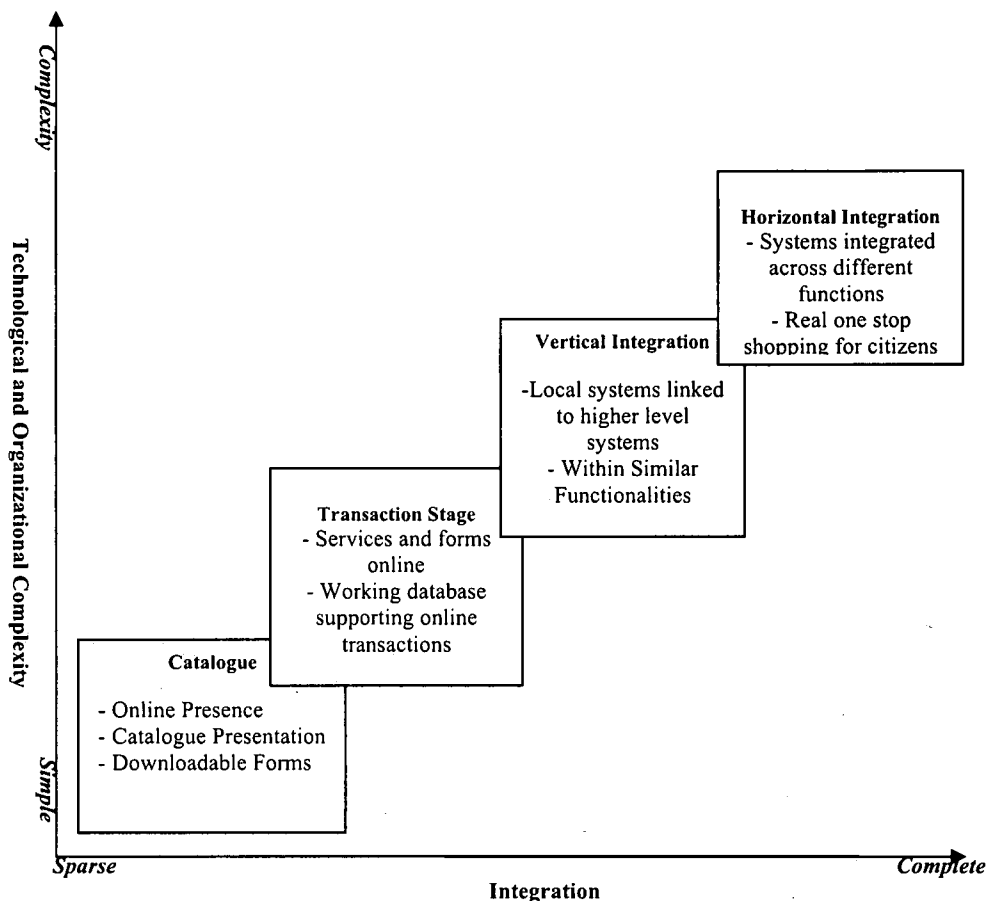 Complexity
Technological and Organizational Complexity
Simple
Horizontal Integration
- Systems integrated
across different
functions
- Real one stop
shopping for citizens
Vertical Integration
-Local systems linked
to higher level
systems
- Within Similar
Functionalities
Transaction Stage
- Services and forms
online
- Working database
supporting online
transactions
Catalogue
- Online Presence
- Catalogue Presentation
- Downloadable Forms
Sparse
Complete
Integration